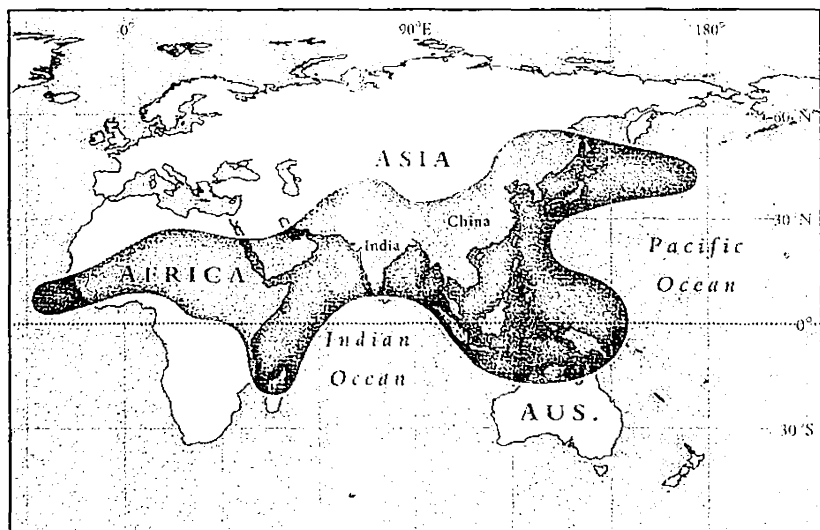 0° 90°E 180°
60°N
ASIA
China
30°N
India
Pacific
Ocean
AFRICA
0°
Indian
Ocean
AUS.
30°S